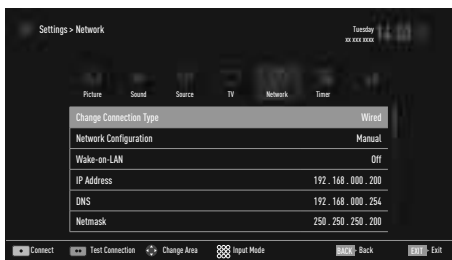 Settings > Network
Tuesday
xx xxx xxxx
Picture Sound Source TV Network Timer
Change Connection Type Wired
Network Configuration Manual
Wake-on-LAN Off
IP Address 192 . 168 . 000 . 200
DNS 192 . 168 . 000 . 254
Netmask 250 . 250 . 250 . 200
Connect Test Connection Change Area Input Mode BACK - Back EXIT - Exit